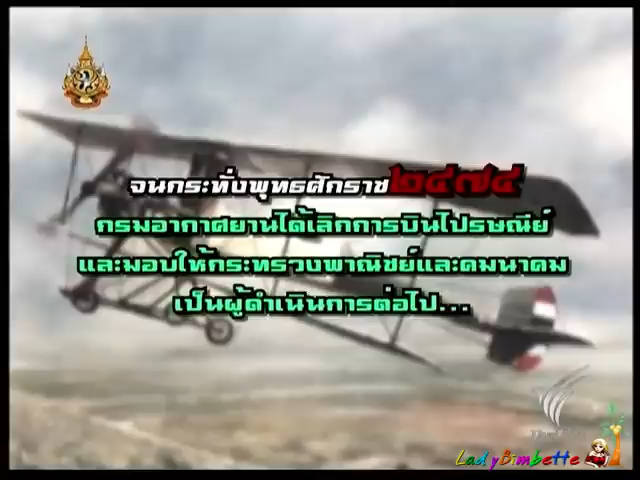 จนกระทั่งพุทธศักราช ๒๔๗๔
กรมอากาศยานได้เลิกการบินไปรษณีย์
และมอบให้กระทรวงพาณิชย์และคมนาคม
เป็นผู้ดำเนินการต่อไป...
LadyBimbette